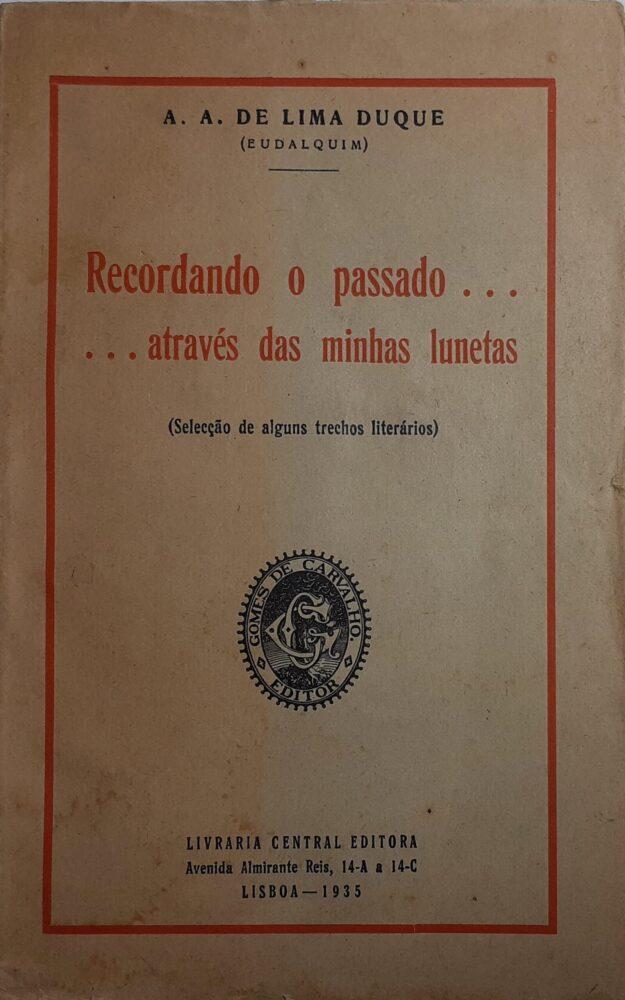 A. A. DE LIMA DUQUE
(EUDALQUIM)
Recordando o passado...
...através das minhas lunetas
(Selecção de alguns trechos literários)
GOMES DE CARVALHO.
EDITOR
LIVRARIA CENTRAL EDITORA
Avenida Almirante Reis, 14-A a 14-C
LISBOA—1935